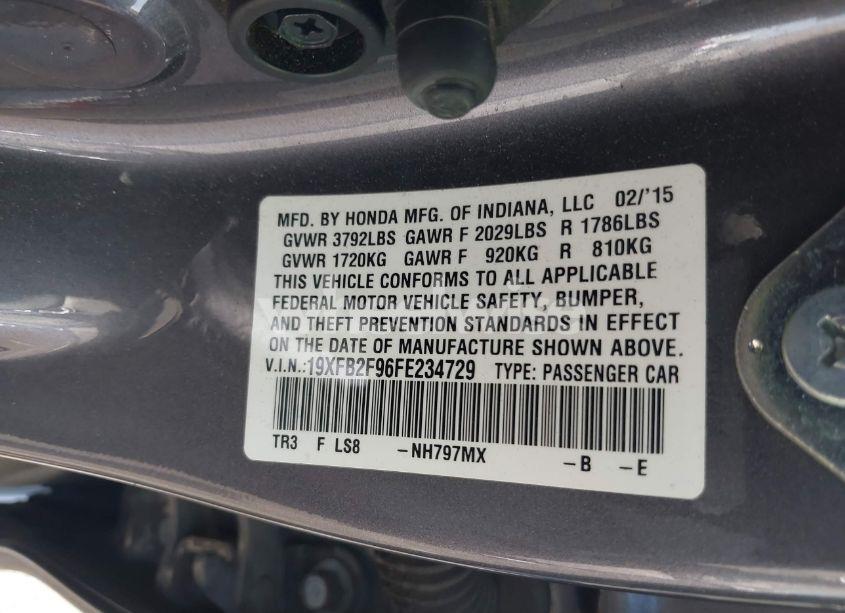 MFD. BY HONDA MFG. OF INDIANA, LLC 02/'15
GVWR 3792LBS GAWR F 2029LBS R 1786LBS
GVWR 1720KG GAWR F 920KG R 810KG
THIS VEHICLE CONFORMS TO ALL APPLICABLE
FEDERAL MOTOR VEHICLE SAFETY, BUMPER,
AND THEFT PREVENTION STANDARDS IN EFFECT
ON THE DATE OF MANUFACTURE SHOWN ABOVE.
V.I.N.:19XFB2F96FE234729 TYPE: PASSENGER CAR
TR3 F LS8 -NH797MX -B -E